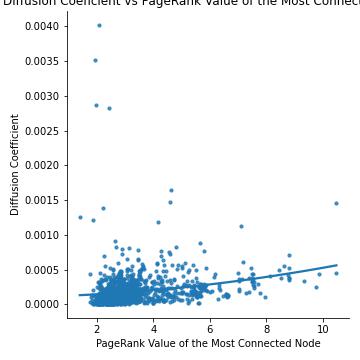 Diffusion Coefficient vs PageRank Value of the Most Connect
0.0040
0.0035
0.0030
0.0025
0.0020
0.0015
0.0010
0.0005
0.0000
Diffusion Coefficient
2 4 6 8 10
PageRank Value of the Most Connected Node